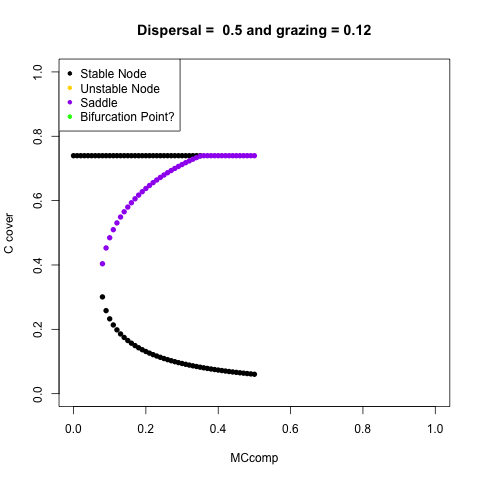 Dispersal =  0.5 and grazing = 0.12
Stable Node
Unstable Node
Saddle
Bifurcation Point?
1.0
0.8
0.6
0.4
0.2
0.0
C cover
0.0 0.2 0.4 0.6 0.8 1.0
MCcomp